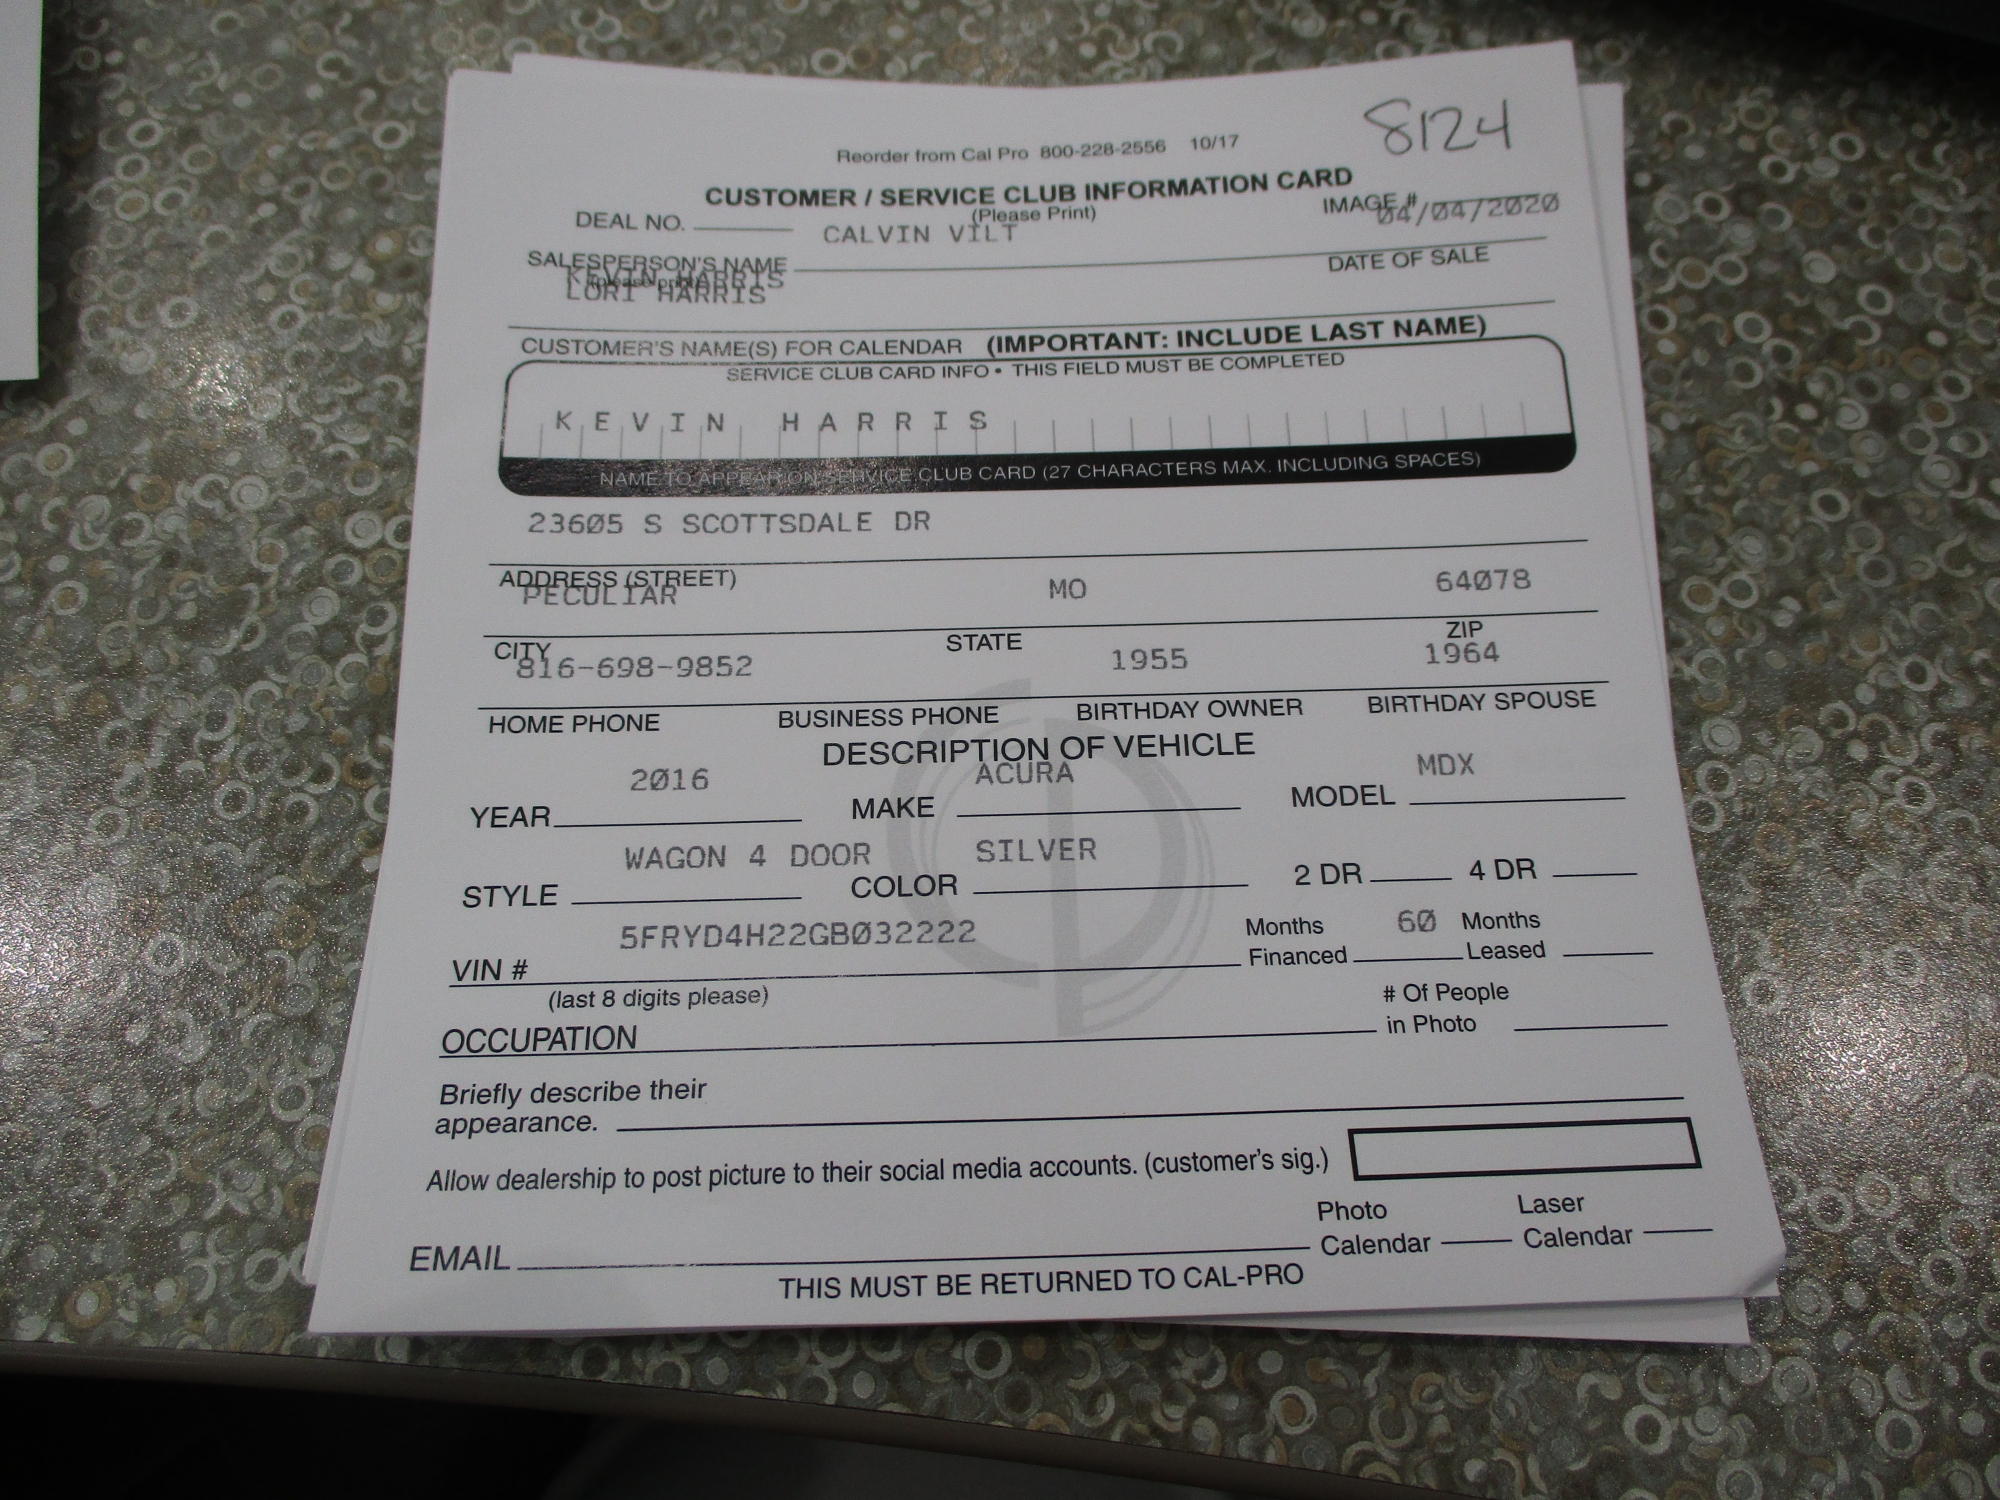 8124
Reorder from Cal Pro 800-228-2556 10/17
CUSTOMER / SERVICE CLUB INFORMATION CARD
(Please Print)
IMAGE #
04/04/2020
DEAL NO.
CALVIN VILT
SALESPERSON'S NAME
(please print)
DATE OF SALE
KEVIN HARRIS
LORI HARRIS
CUSTOMER'S NAME(S) FOR CALENDAR (IMPORTANT: INCLUDE LAST NAME)
SERVICE CLUB CARD INFO • THIS FIELD MUST BE COMPLETED
KEVIN HARRIS
NAME TO APPEAR ON SERVICE CLUB CARD (27 CHARACTERS MAX. INCLUDING SPACES)
23605 S SCOTTSDALE DR
ADDRESS (STREET)
PECULIAR MO 64078
CITY STATE ZIP
816-698-9852 1955 1964
HOME PHONE BUSINESS PHONE BIRTHDAY OWNER BIRTHDAY SPOUSE
DESCRIPTION OF VEHICLE
2016 ACURA MDX
YEAR MAKE MODEL
WAGON 4 DOOR SILVER
STYLE COLOR 2 DR 4 DR
5FRYD4H22GB032222
VIN #
(last 8 digits please)
Months Financed 60 Months Leased
OCCUPATION
# Of People in Photo
Briefly describe their
appearance.
Allow dealership to post picture to their social media accounts. (customer's sig.)
EMAIL
Photo Calendar Laser Calendar
THIS MUST BE RETURNED TO CAL-PRO